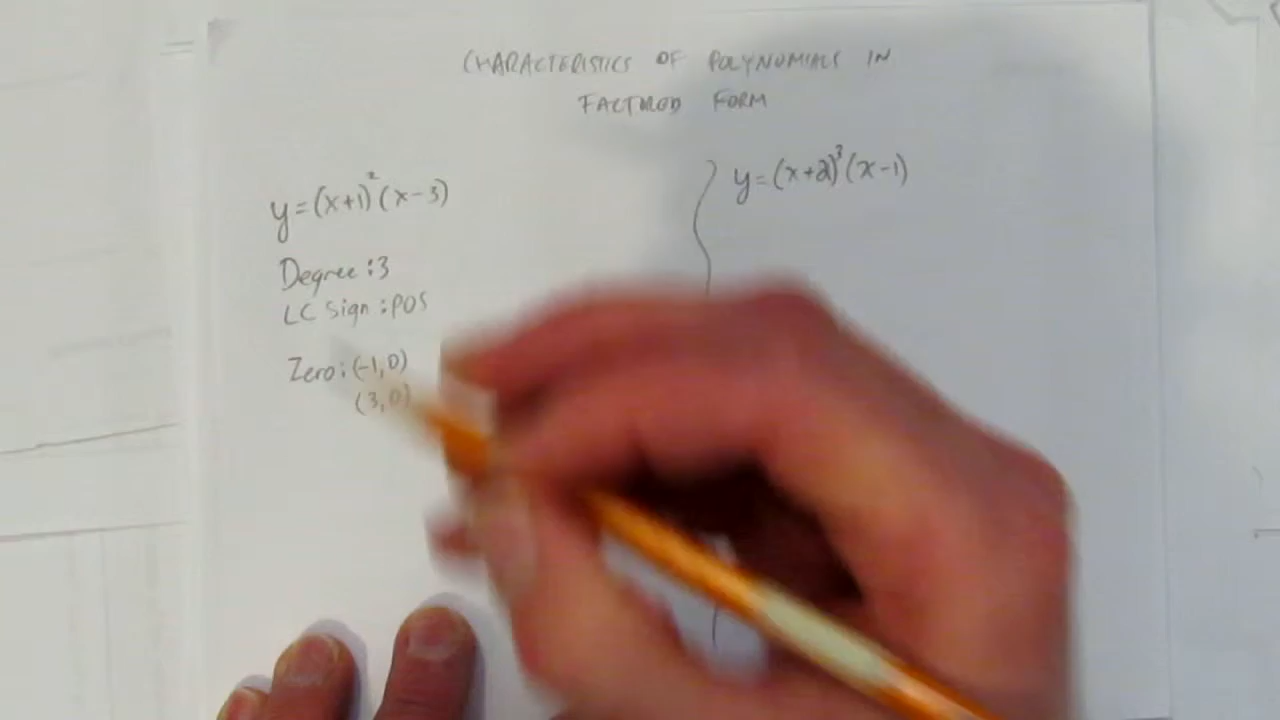 CHARACTERISTICS OF POLYNOMIALS IN
FACTORED FORM
y=(x+1)²(x-3)
Degree:3
LC Sign:POS
Zero:(-1,0)
(3,0)
y=(x+2)³(x-1)